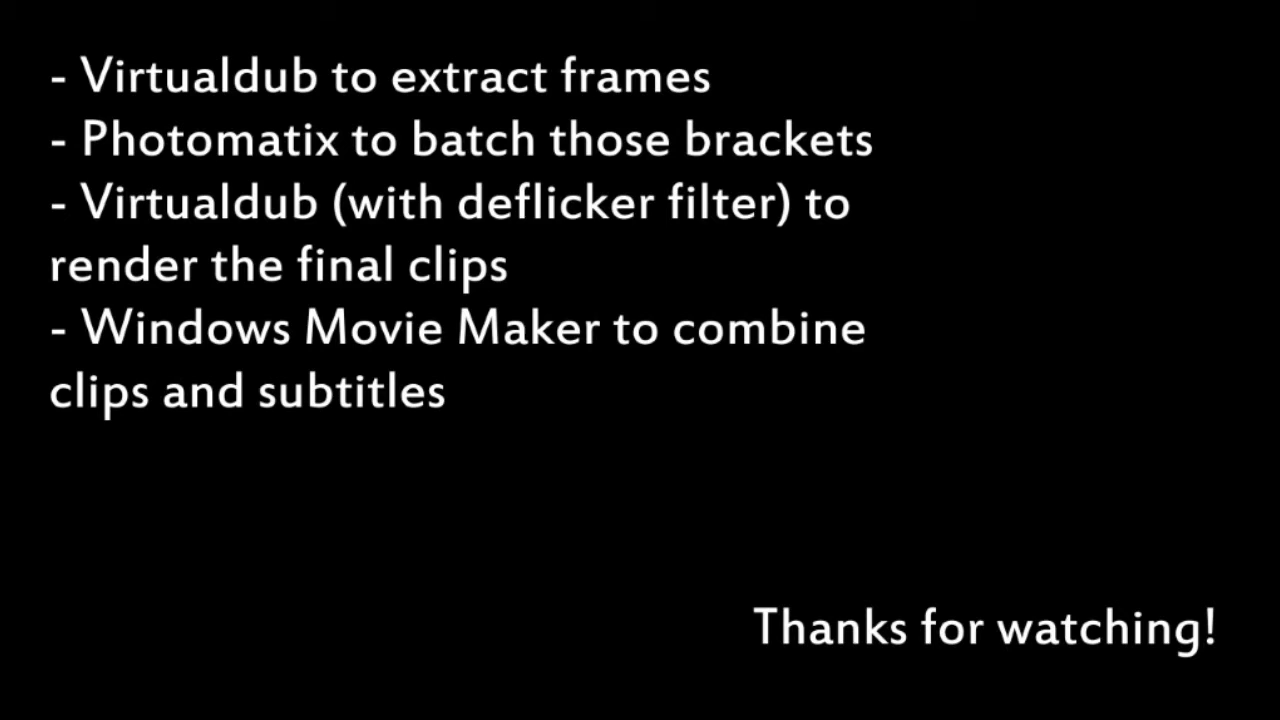 - Virtualdub to extract frames
- Photomatix to batch those brackets
- Virtualdub (with deflicker filter) to
render the final clips
- Windows Movie Maker to combine
clips and subtitles
Thanks for watching!